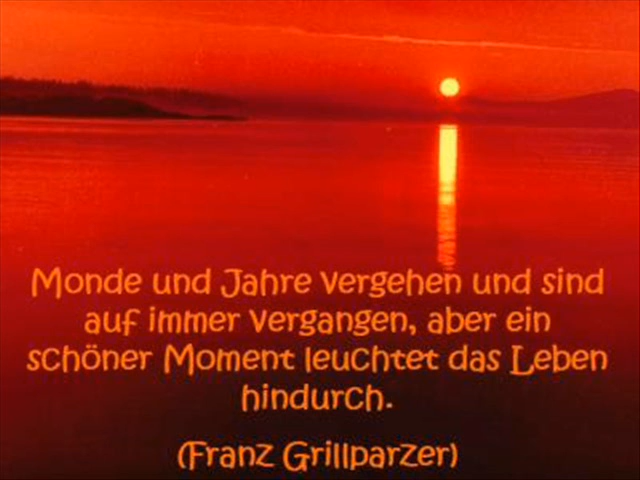 Monde und Jahre vergehen und sind
auf immer vergangen, aber ein
schöner Moment leuchtet das Leben
hindurch.
(Franz Grillparzer)